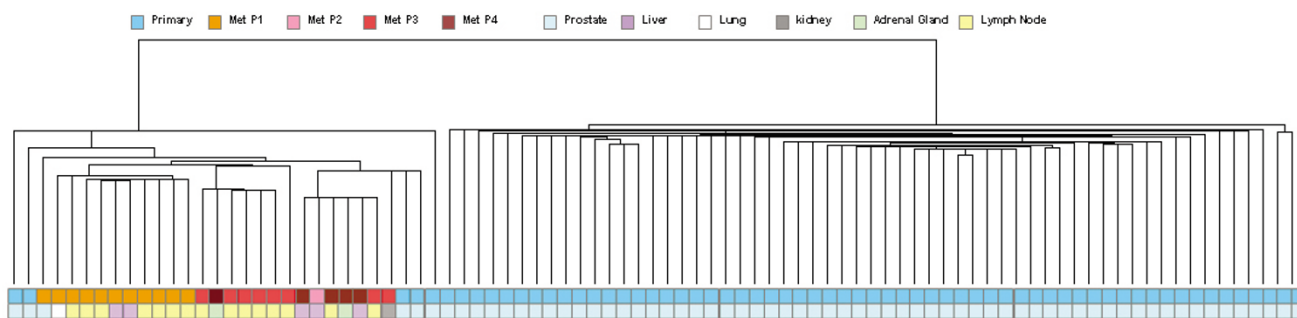 Primary Met P1 Met P2 Met P3 Met P4 Prostate Liver Lung kidney Adrenal Gland Lymph Node